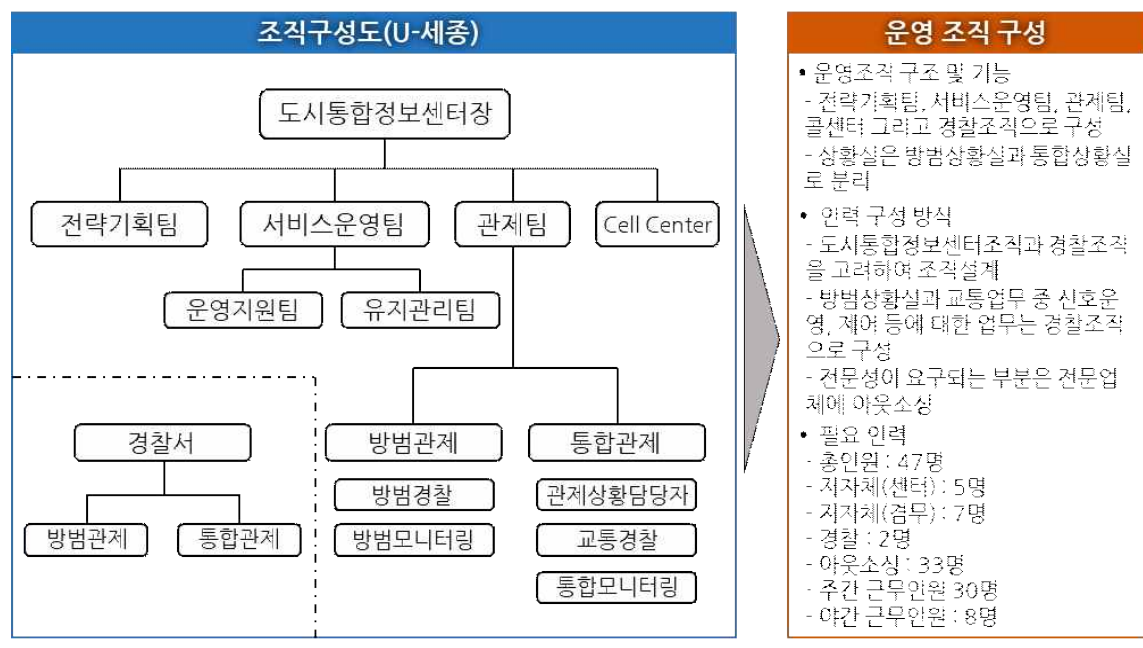 조직구성도(U-세종)
도시통합정보센터장
전략기획팀
서비스운영팀
관제팀
Cell Center
운영지원팀
유지관리팀
경찰서
방범관제
통합관제
방범관제
통합관제
방범경찰
관제상황담당자
방범모니터링
교통경찰
통합모니터링
운영 조직 구성
• 운영조직 구조 및 기능
- 전략기획팀, 서비스운영팀, 관제팀,
콜센터 그리고 경찰조직으로 구성
- 상황실은 방범상황실과 통합상황실
로 분리
• 인력 구성 방식
- 도시통합정보센터조직과 경찰조직
을 고려하여 조직설계
- 방범상황실과 교통업무 중 신호운
영, 제어 등에 대한 업무는 경찰조직
으로 구성
- 전문성이 요구되는 부분은 전문업
체에 아웃소싱
• 필요 인력
- 총인원 : 47명
- 지자체(센터) : 5명
- 지자체(겸무) : 7명
- 경찰 : 2명
- 아웃소싱 : 33명
- 주간 근무인원 30명
- 야간 근무인원 : 8명